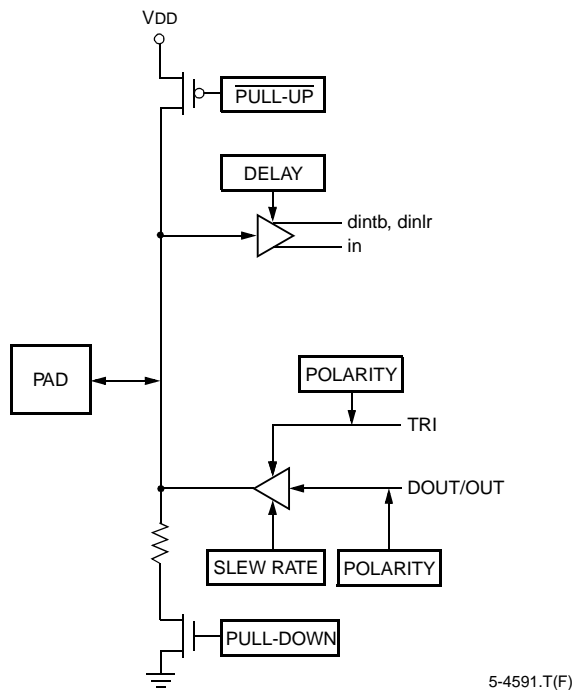 VDD
PULL-UP
DELAY
dintb, dinlr
in
PAD
POLARITY
TRI
DOUT/OUT
SLEW RATE
POLARITY
PULL-DOWN
5-4591.T(F)